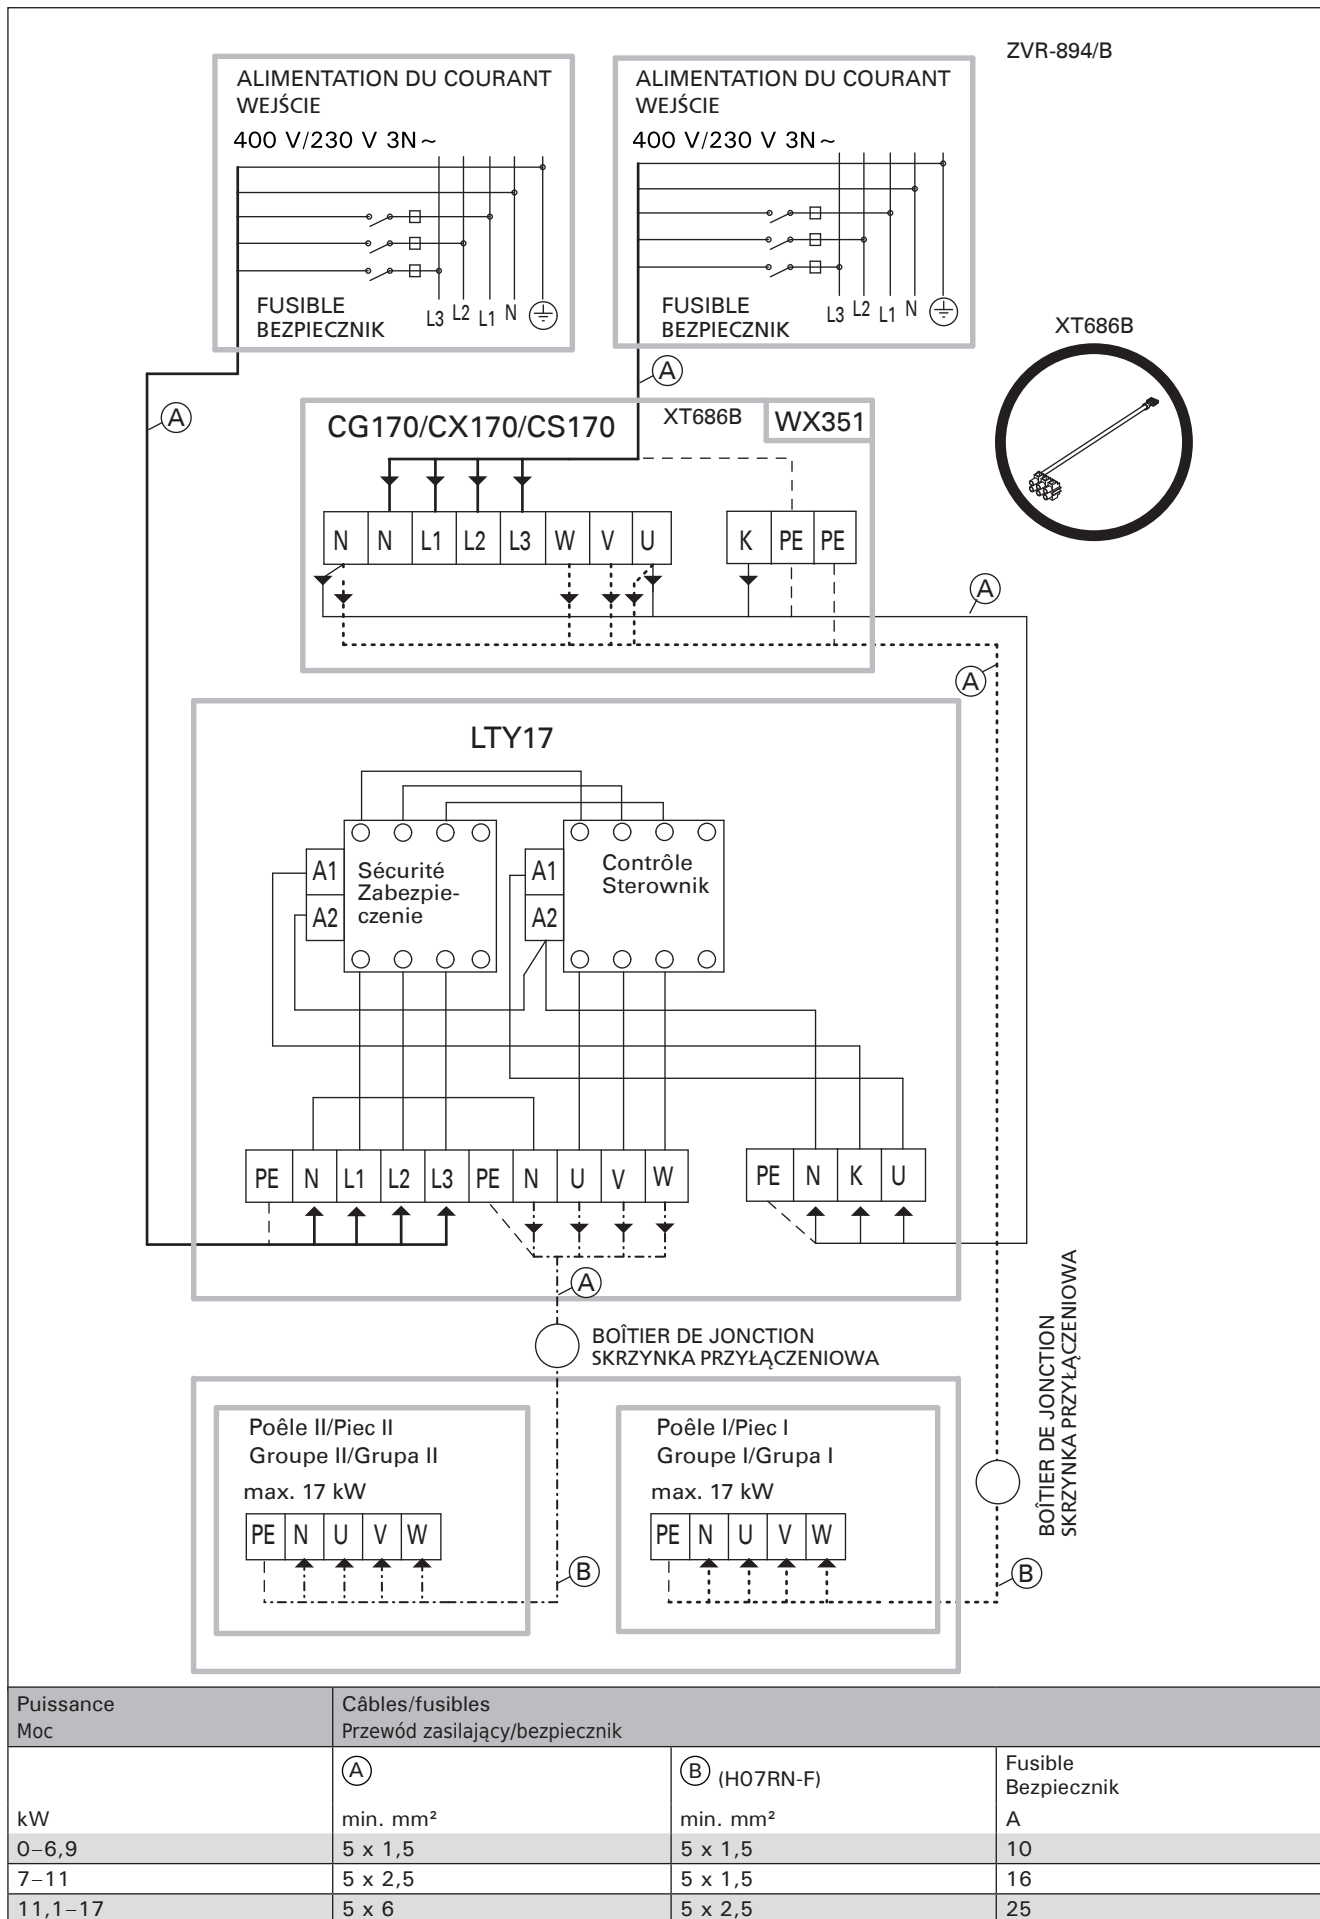 ZVR-894/B
ALIMENTATION DU COURANT
WEJŚCIE
400 V/230 V 3N~
FUSIBLE
BEZPIECZNIK
L3 L2 L1 N
ALIMENTATION DU COURANT
WEJŚCIE
400 V/230 V 3N~
FUSIBLE
BEZPIECZNIK
L3 L2 L1 N
XT686B
A
A
CG170/CX170/CS170
XT686B
WX351
N N L1 L2 L3 W V U
K PE PE
A
A
LTY17
A1
A2
Sécurité
Zabezpie-
czenie
A1
A2
Contrôle
Sterownik
PE N L1 L2 L3 PE N U V W
PE N K U
A
BOÎTIER DE JONCTION
SKRZYNKA PRZYŁĄCZENIOWA
BOÎTIER DE JONCTION
SKRZYNKA PRZYŁĄCZENIOWA
Poêle II/Piec II
Groupe II/Grupa II
max. 17 kW
PE N U V W
B
Poêle I/Piec I
Groupe I/Grupa I
max. 17 kW
PE N U V W
B
Puissance
Moc
Câbles/fusibles
Przewód zasilający/bezpiecznik
A
B (H07RN-F)
Fusible
Bezpiecznik
kW min. mm² min. mm² A
0–6,9 5 x 1,5 5 x 1,5 10
7–11 5 x 2,5 5 x 1,5 16
11,1–17 5 x 6 5 x 2,5 25